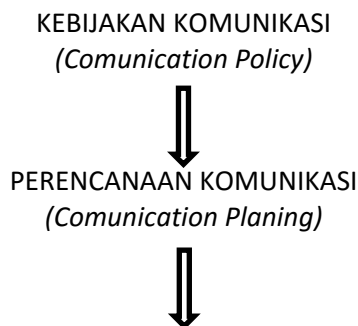 KEBIJAKAN KOMUNIKASI
(Comunication Policy)
PERENCANAAN KOMUNIKASI
(Comunication Planing)